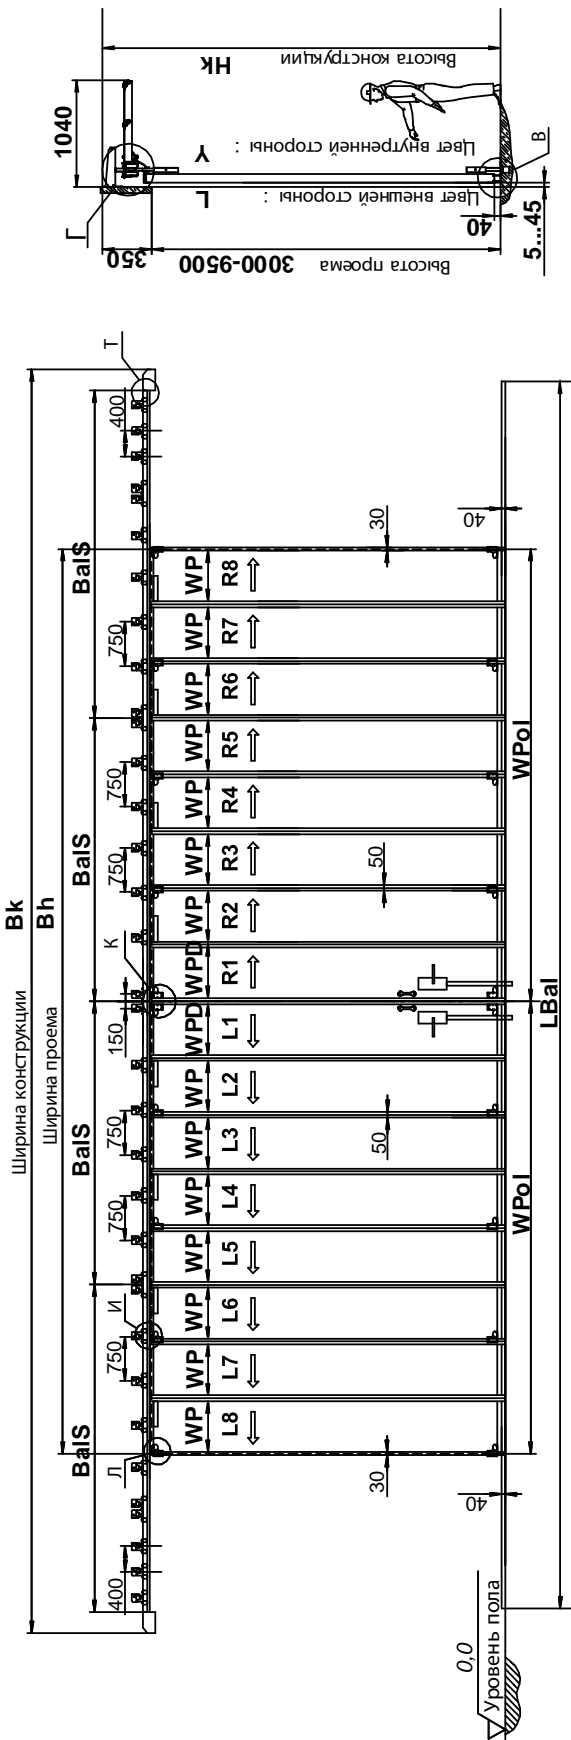 Ширина конструкции Bk
Ширина проема Bh
BalS BalS BalS BalS
400 750 750 750 150 750 750 750 400
Л И К Т
WP WP WP WP WP WP WP WPD WPD WP WP WP WP WP WP WP
L8 L7 L6 L5 L4 L3 L2 L1 R1 R2 R3 R4 R5 R6 R7 R8
30 50 50 30
40 40
WPol WPol
LBal
0,0
Уровень пола
Высота конструкции Hk
1040
Цвет внутренней стороны : Y
Цвет внешней стороны : L
Г
В
350
Высота проема 3000-9500
40
5...45